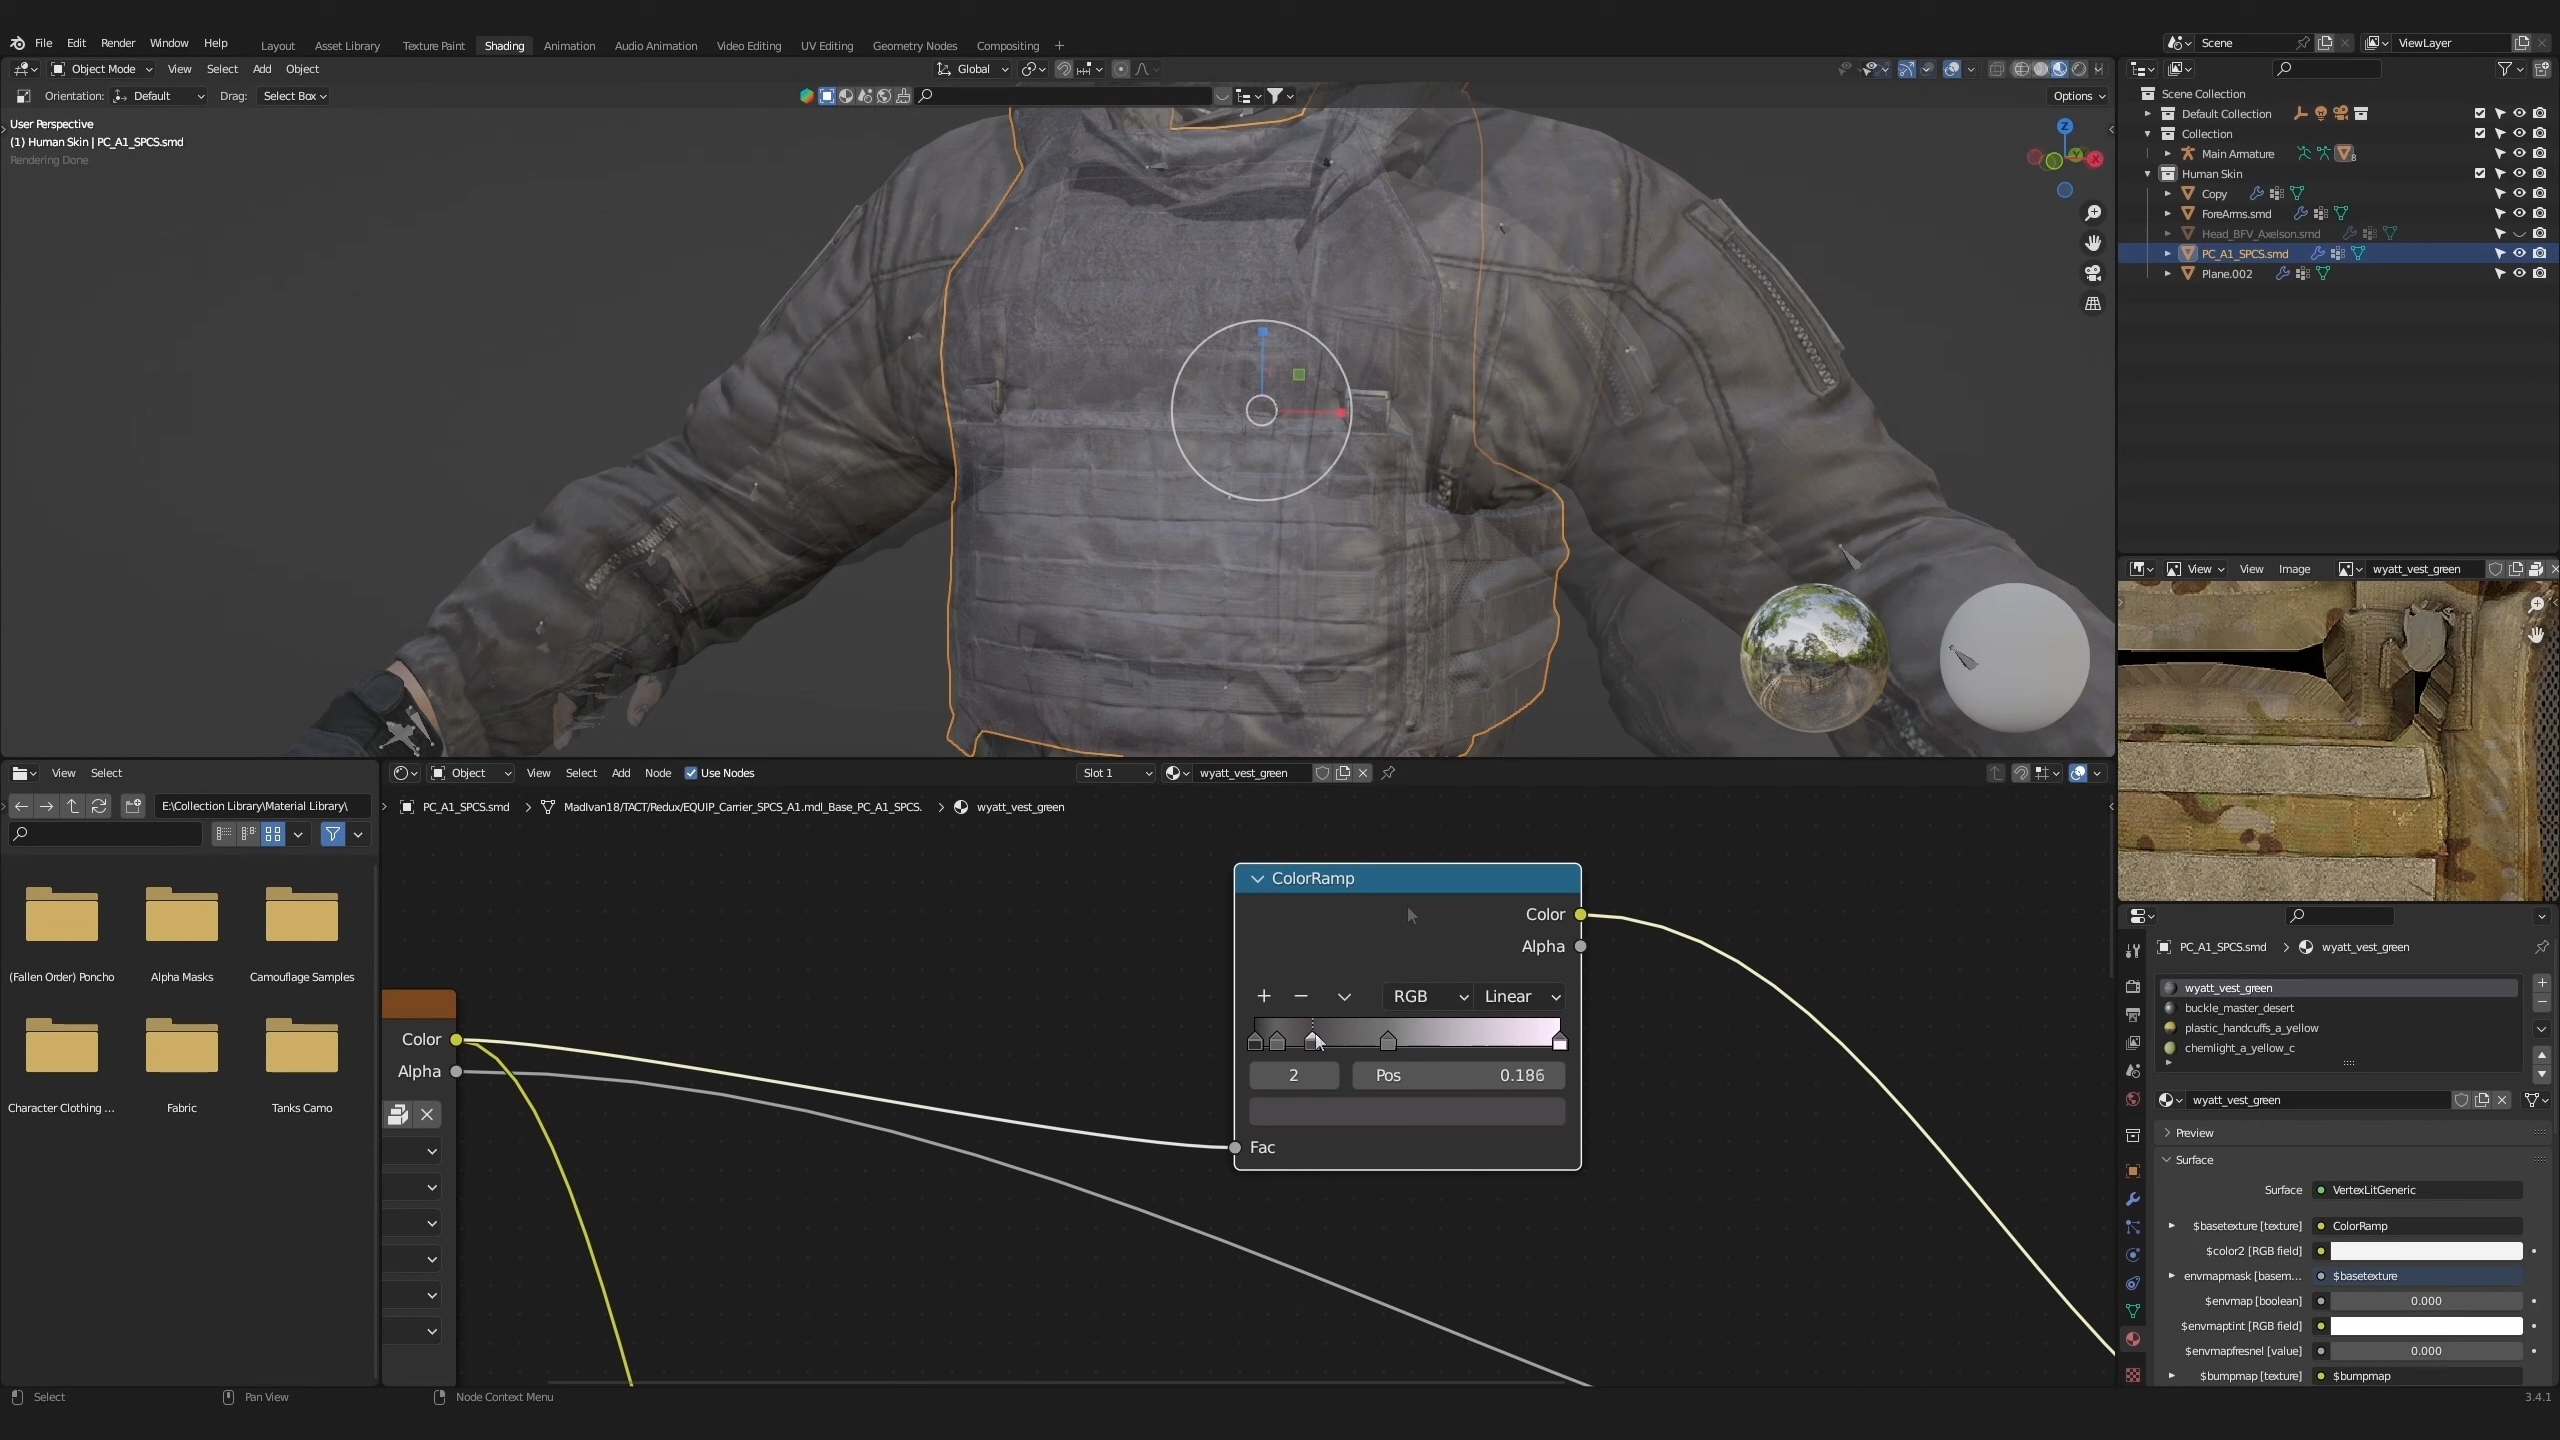 File Edit Render Window Help
Layout Asset Library Texture Paint Shading Animation Audio Animation Video Editing UV Editing Geometry Nodes Compositing +
Scene
ViewLayer
Object Mode View Select Add Object
Global
Orientation: Default Drag: Select Box
Options
User Perspective
(1) Human Skin | PC_A1_SPCS.smd
Rendering Done
Z
Y
X
Scene Collection
Default Collection
Collection
Main Armature
8
Human Skin
Copy
ForeArms.smd
Head_BFV_Axelson.smd
PC_A1_SPCS.smd
Plane.002
View View Image wyatt_vest_green
View Select
E:\Collection Library\Material Library\
(Fallen Order) Poncho
Alpha Masks
Camouflage Samples
Character Clothing ...
Fabric
Tanks Camo
Object View Select Add Node Use Nodes
Slot 1
wyatt_vest_green
PC_A1_SPCS.smd
MadIvan18/TACT/Redux/EQUIP_Carrier_SPCS_A1.mdl_Base_PC_A1_SPCS.
wyatt_vest_green
Color
Alpha
ColorRamp
Color
Alpha
RGB Linear
2 Pos 0.186
Fac
PC_A1_SPCS.smd
wyatt_vest_green
wyatt_vest_green
buckle_master_desert
plastic_handcuffs_a_yellow
chemlight_a_yellow_c
wyatt_vest_green
Preview
Surface
Surface VertexLitGeneric
$basetexture [texture] ColorRamp
$color2 [RGB field]
envmapmask [basem... $basetexture
$envmap [boolean] 0.000
$envmaptint [RGB field]
$envmapfresnel [value] 0.000
$bumpmap [texture] $bumpmap
Select
Pan View
Node Context Menu
3.4.1